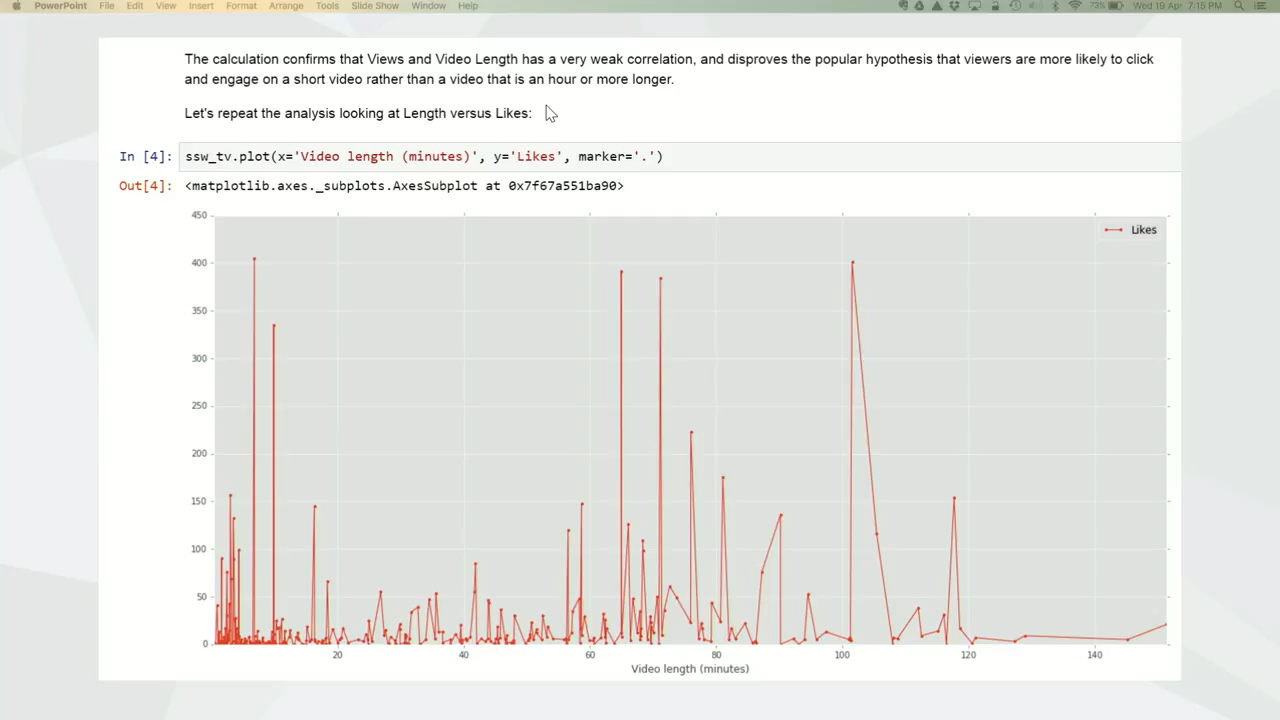 PowerPoint File Edit View Insert Format Arrange Tools Slide Show Window Help 73% Wed 19 Apr 7:15 PM
The calculation confirms that Views and Video Length has a very weak correlation, and disproves the popular hypothesis that viewers are more likely to click
and engage on a short video rather than a video that is an hour or more longer.
Let's repeat the analysis looking at Length versus Likes:
In [4]: ssw_tv.plot(x='Video length (minutes)', y='Likes', marker='.')
Out[4]: <matplotlib.axes._subplots.AxesSubplot at 0x7f67a551ba90>
450
Likes
400
350
300
250
200
150
100
50
0
20 40 60 80 100 120 140
Video length (minutes)